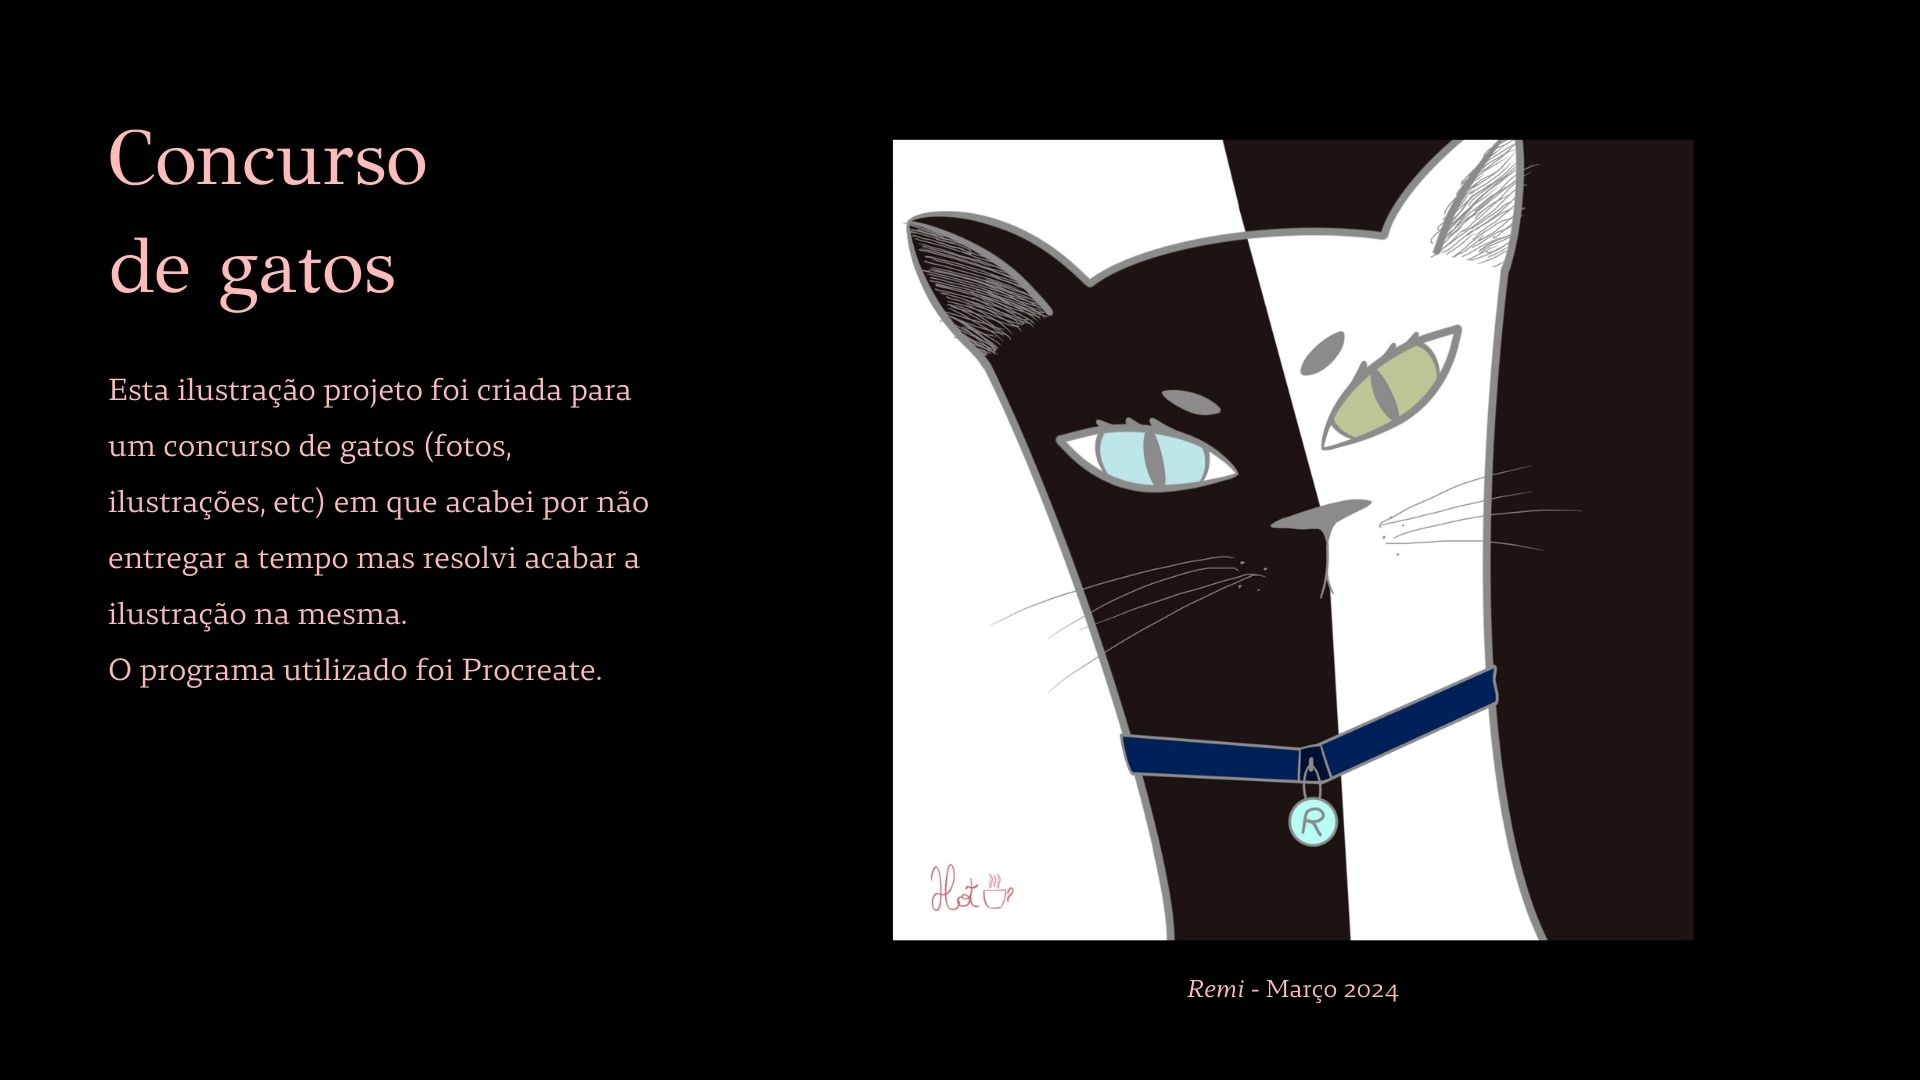 Concurso
de gatos
Esta ilustração projeto foi criada para
um concurso de gatos (fotos,
ilustrações, etc) em que acabei por não
entregar a tempo mas resolvi acabar a
ilustração na mesma.
O programa utilizado foi Procreate.
R
Hot
Remi - Março 2024